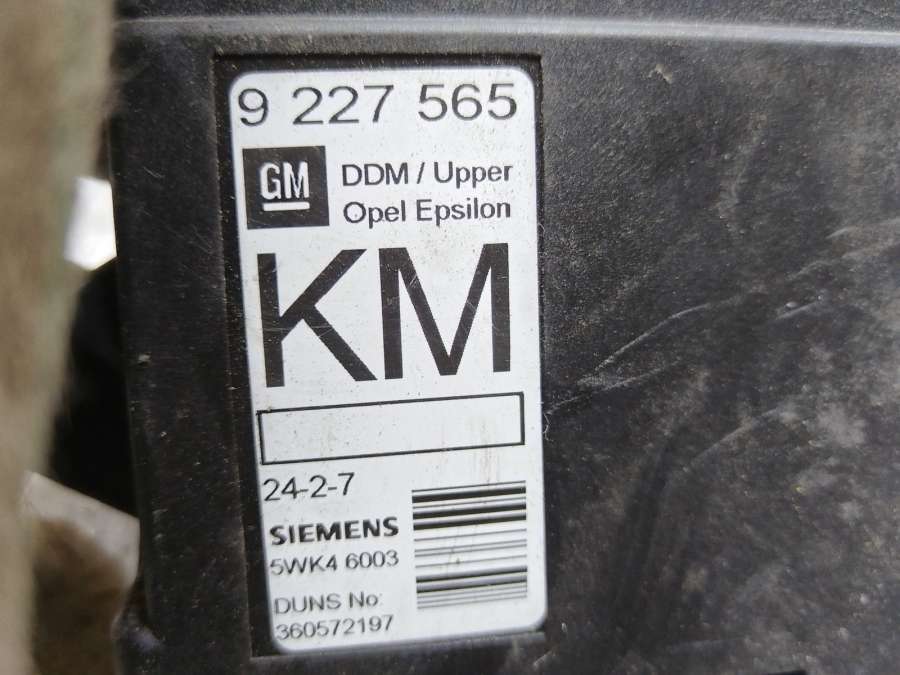 9 227 565
GM
DDM / Upper
Opel Epsilon
KM
24-2-7
SIEMENS
5WK4 6003
DUNS No:
360572197